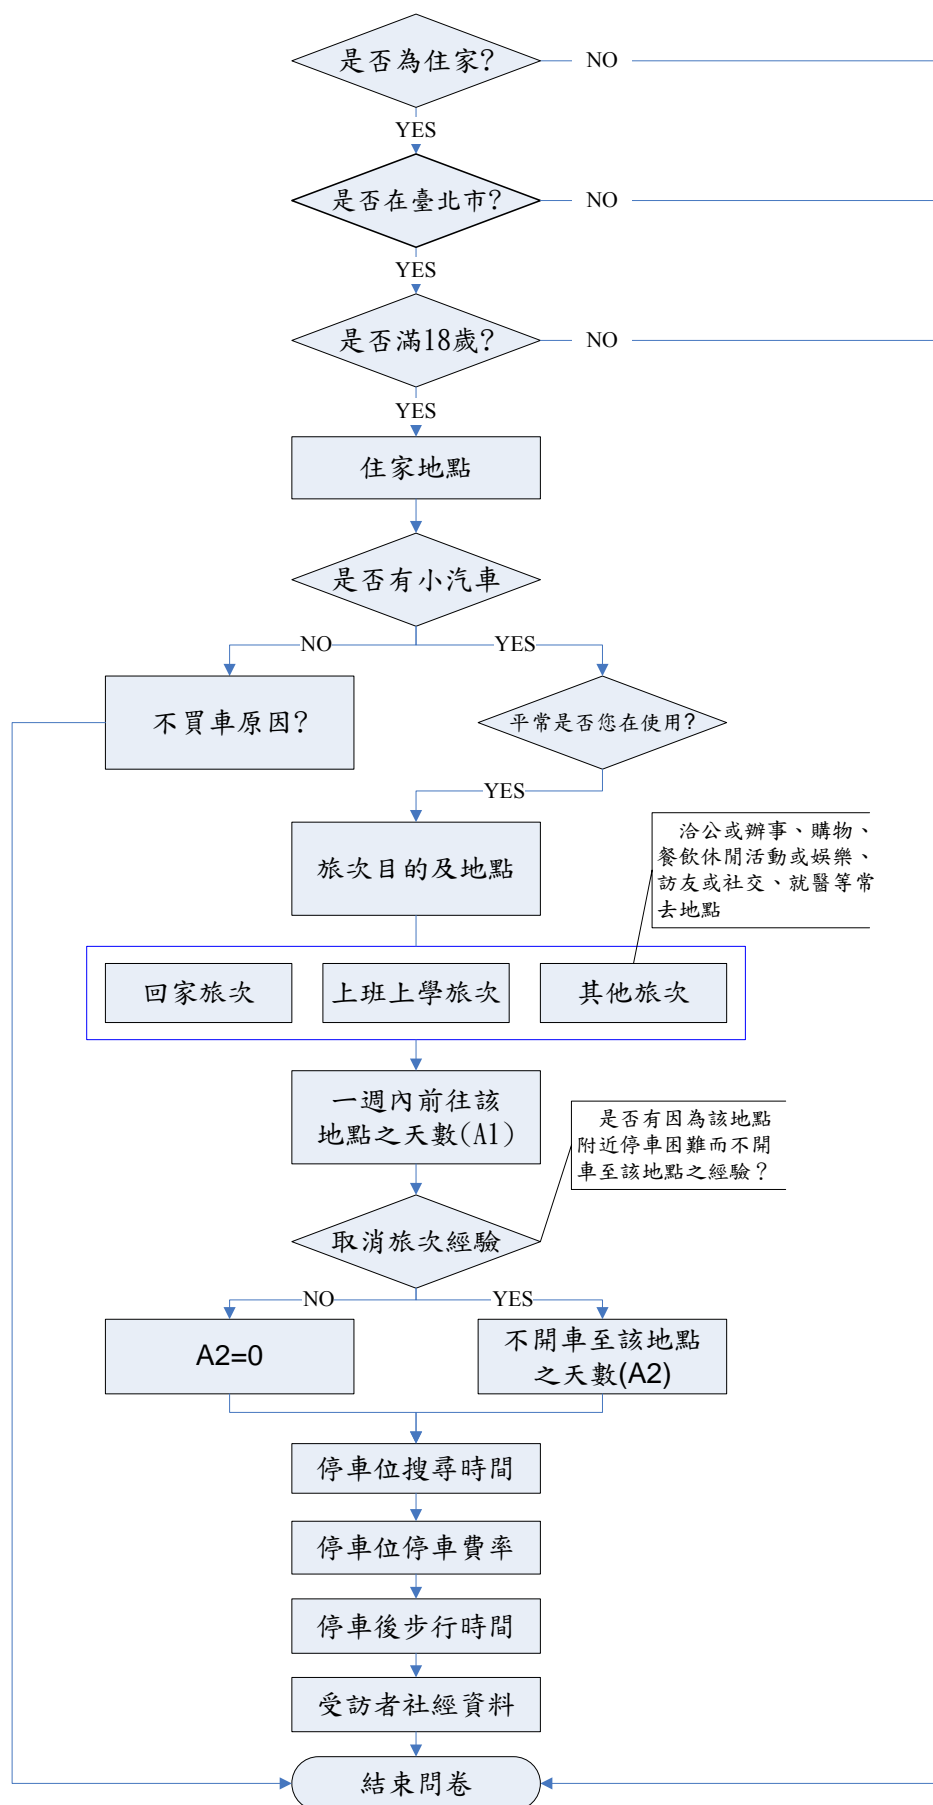 是否為住家?
NO
YES
是否在臺北市?
NO
YES
是否滿18歲?
NO
YES
住家地點
是否有小汽車
NO
YES
不買車原因?
平常是否您在使用?
YES
旅次目的及地點
洽公或辦事、購物、
餐飲休閒活動或娛樂、
訪友或社交、就醫等常
去地點
回家旅次
上班上學旅次
其他旅次
一週內前往該
地點之天數(A1)
是否有因為該地點
附近停車困難而不開
車至該地點之經驗？
取消旅次經驗
NO
YES
A2=0
不開車至該地點
之天數(A2)
停車位搜尋時間
停車位停車費率
停車後步行時間
受訪者社經資料
結束問卷